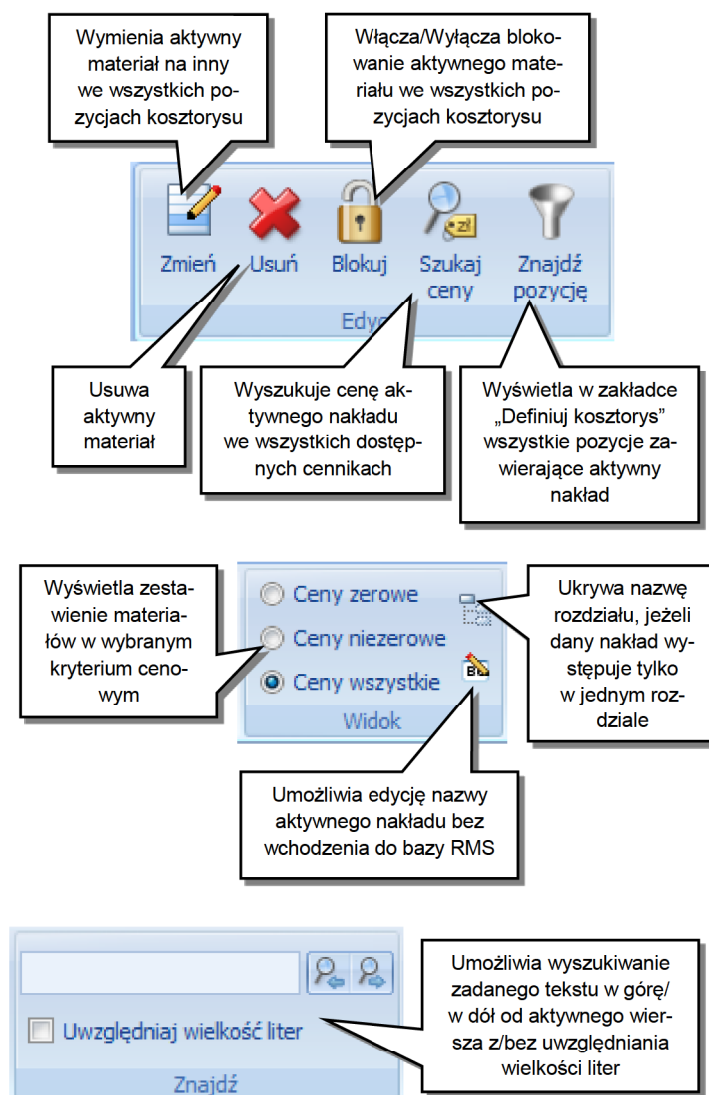 Wymienia aktywny
materiał na inny
we wszystkich po-
zycjach kosztorysu
Włącza/Wyłącza bloko-
wanie aktywnego mate-
riału we wszystkich po-
zycjach kosztorysu
zł
Zmień
Usuń
Blokuj
Szukaj
ceny
Znajdź
pozycję
Edyc
Usuwa
aktywny
materiał
Wyszukuje cenę ak-
tywnego nakładu
we wszystkich dostęp-
nych cennikach
Wyświetla w zakładce
„Definiuj kosztorys”
wszystkie pozycje za-
wierające aktywny
nakład
Wyświetla zesta-
wienie materia-
łów w wybranym
kryterium ceno-
wym
Ceny zerowe
Ceny niezerowe
Ceny wszystkie
Widok
Ukrywa nazwę
rozdziału, jeżeli
dany nakład wy-
stępuje tylko
w jednym roz-
dziale
Umożliwia edycję nazwy
aktywnego nakładu bez
wchodzenia do bazy RMS
Uwzględniaj wielkość liter
Znajdź
Umożliwia wyszukiwanie
zadanego tekstu w górę/
w dół od aktywnego wier-
sza z/bez uwzględniania
wielkości liter